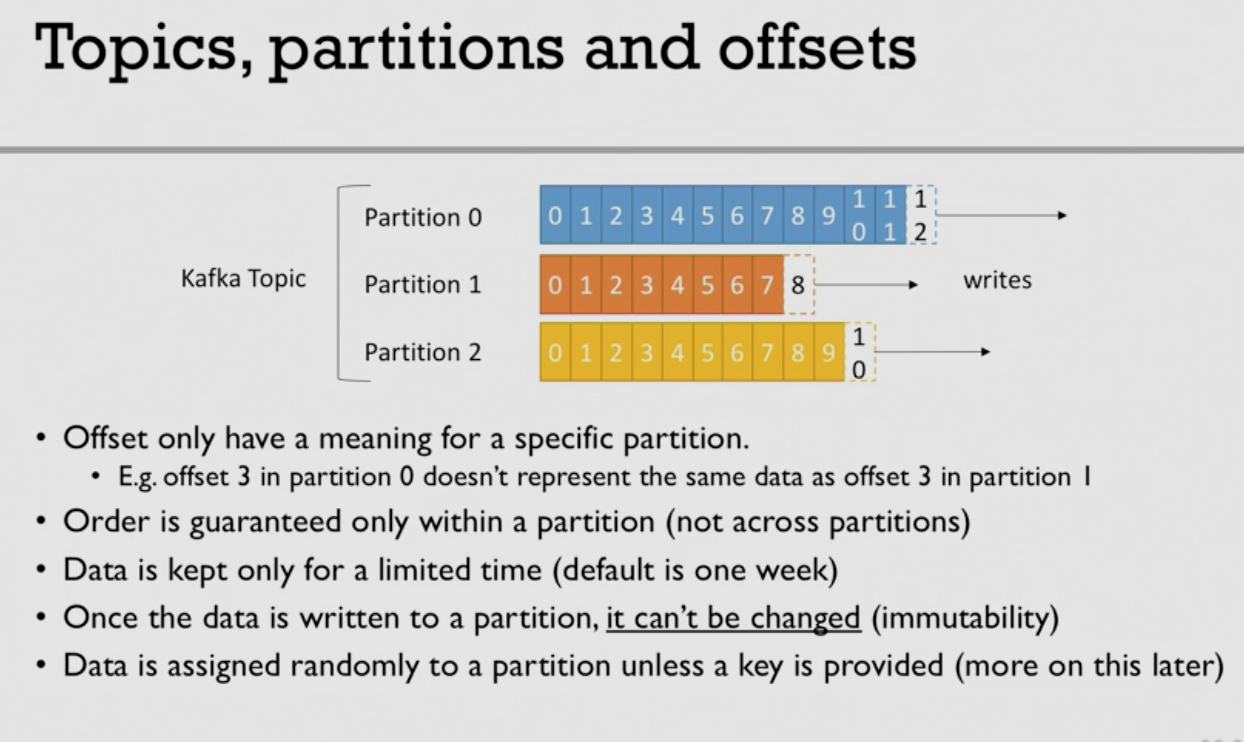 Topics, partitions and offsets
Kafka Topic
Partition 0
0 1 2 3 4 5 6 7 8 9 10 11 12
Partition 1
0 1 2 3 4 5 6 7 8
writes
Partition 2
0 1 2 3 4 5 6 7 8 9 10
• Offset only have a meaning for a specific partition.
• E.g. offset 3 in partition 0 doesn't represent the same data as offset 3 in partition 1
• Order is guaranteed only within a partition (not across partitions)
• Data is kept only for a limited time (default is one week)
• Once the data is written to a partition, it can't be changed (immutability)
• Data is assigned randomly to a partition unless a key is provided (more on this later)